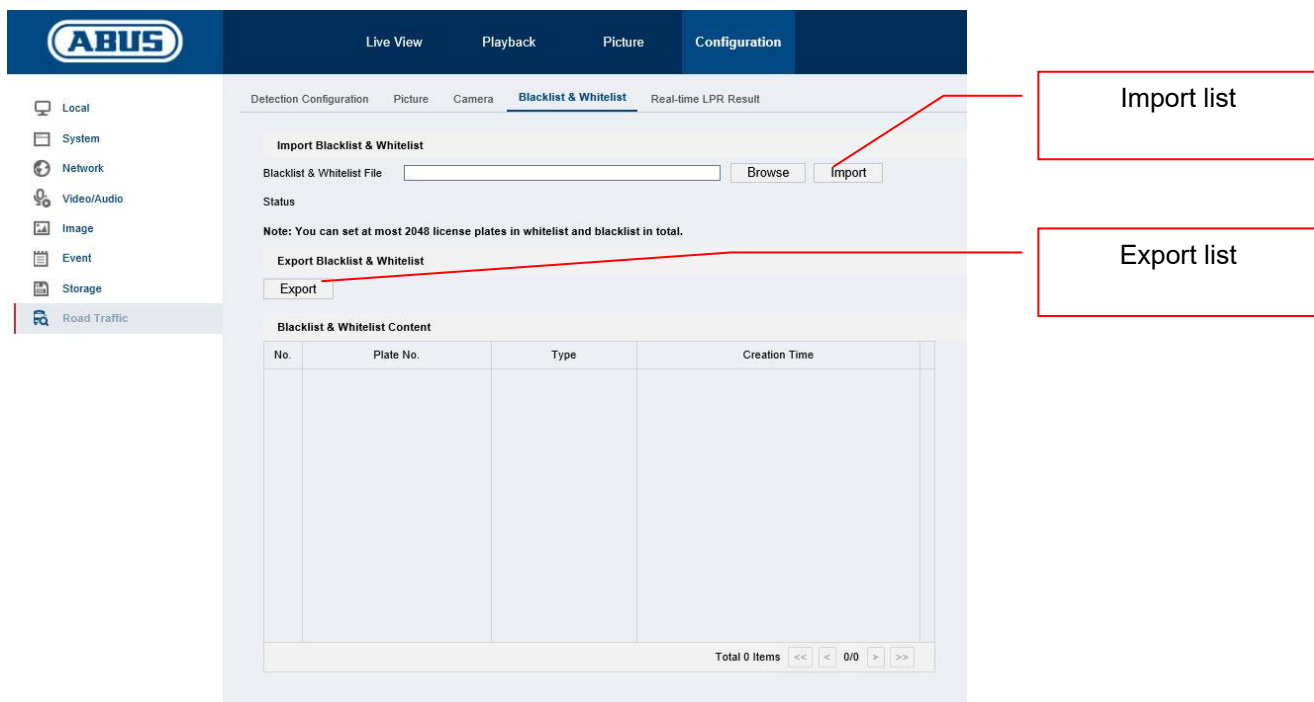 ABUS
Live View Playback Picture Configuration
Local
System
Network
Video/Audio
Image
Event
Storage
Road Traffic
Detection Configuration Picture Camera Blacklist & Whitelist Real-time LPR Result
Import Blacklist & Whitelist
Blacklist & Whitelist File Browse Import
Status
Note: You can set at most 2048 license plates in whitelist and blacklist in total.
Export Blacklist & Whitelist
Export
Blacklist & Whitelist Content
No. Plate No. Type Creation Time
Total 0 Items << < 0/0 > >>
Import list
Export list